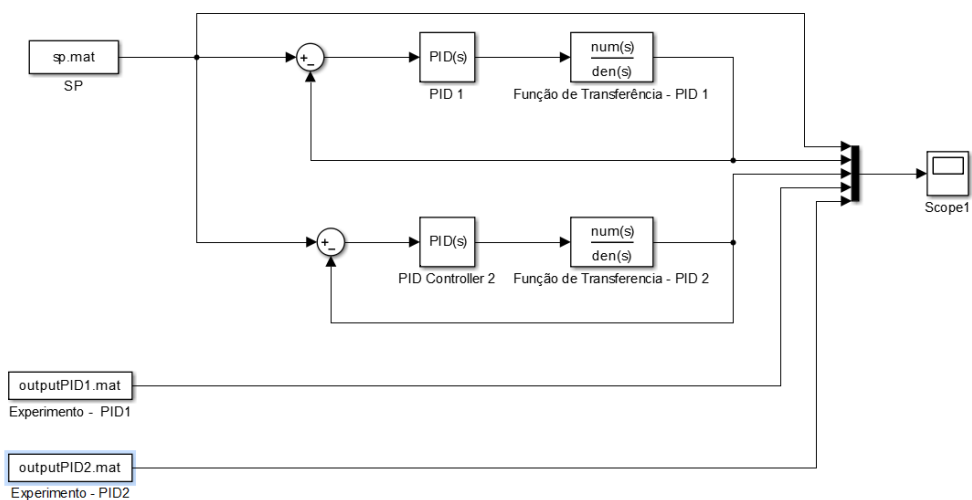 sp.mat
SP
+
−
PID(s)
PID 1
num(s)
den(s)
Função de Transferência - PID 1
Scope1
+
−
PID(s)
PID Controller 2
num(s)
den(s)
Função de Transferencia - PID 2
outputPID1.mat
Experimento -  PID1
outputPID2.mat
Experimento - PID2